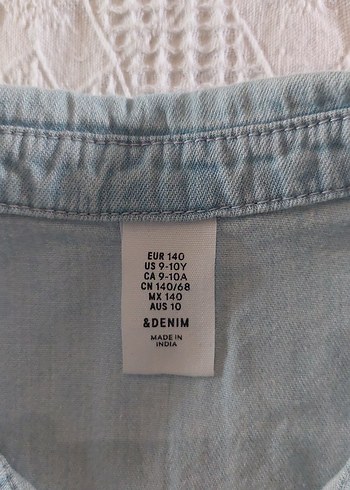 EUR 140
US 9-10Y
CA 9-10A
CN 140/68
MX 140
AUS 10
&DENIM
MADE IN
INDIA